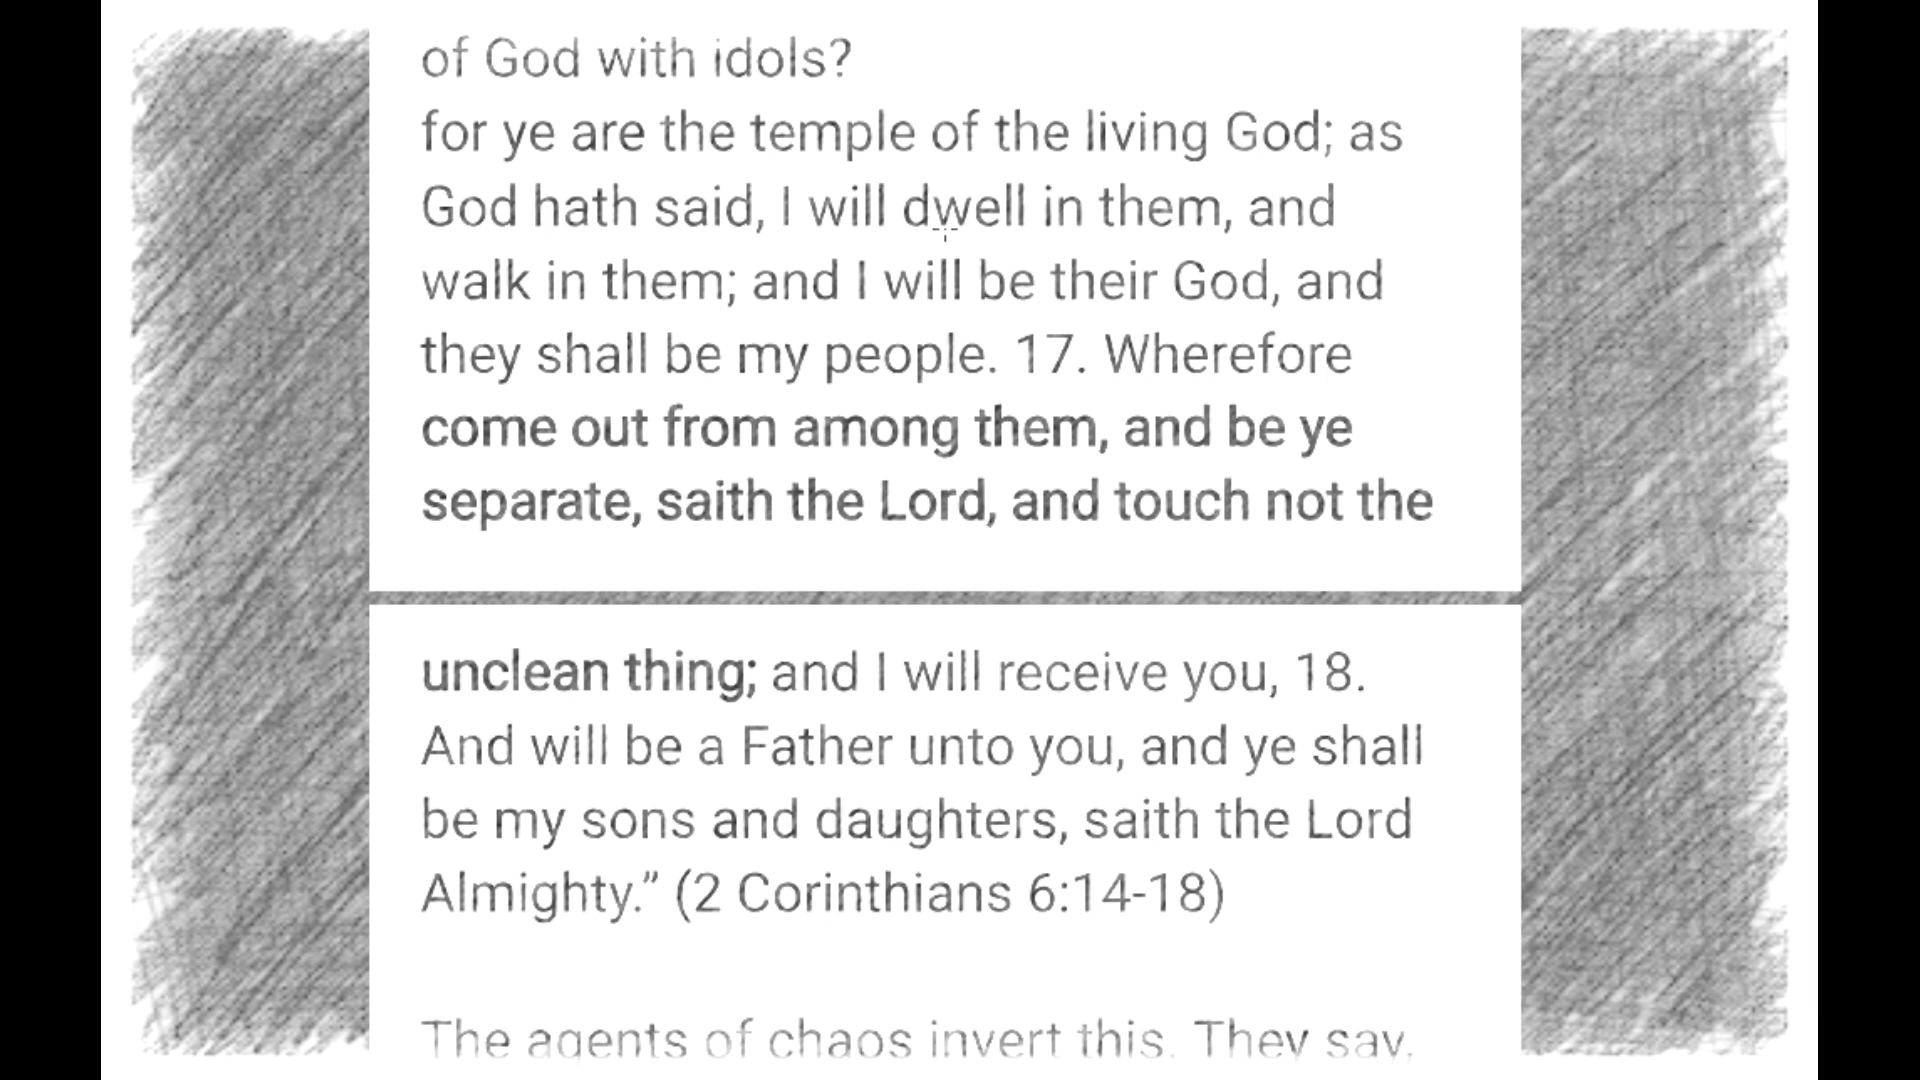 of God with idols?
for ye are the temple of the living God; as
God hath said, I will dwell in them, and
walk in them; and I will be their God, and
they shall be my people. 17. Wherefore
come out from among them, and be ye
separate, saith the Lord, and touch not the
unclean thing; and I will receive you, 18.
And will be a Father unto you, and ye shall
be my sons and daughters, saith the Lord
Almighty.” (2 Corinthians 6:14-18)
The agents of chaos invert this. They say,